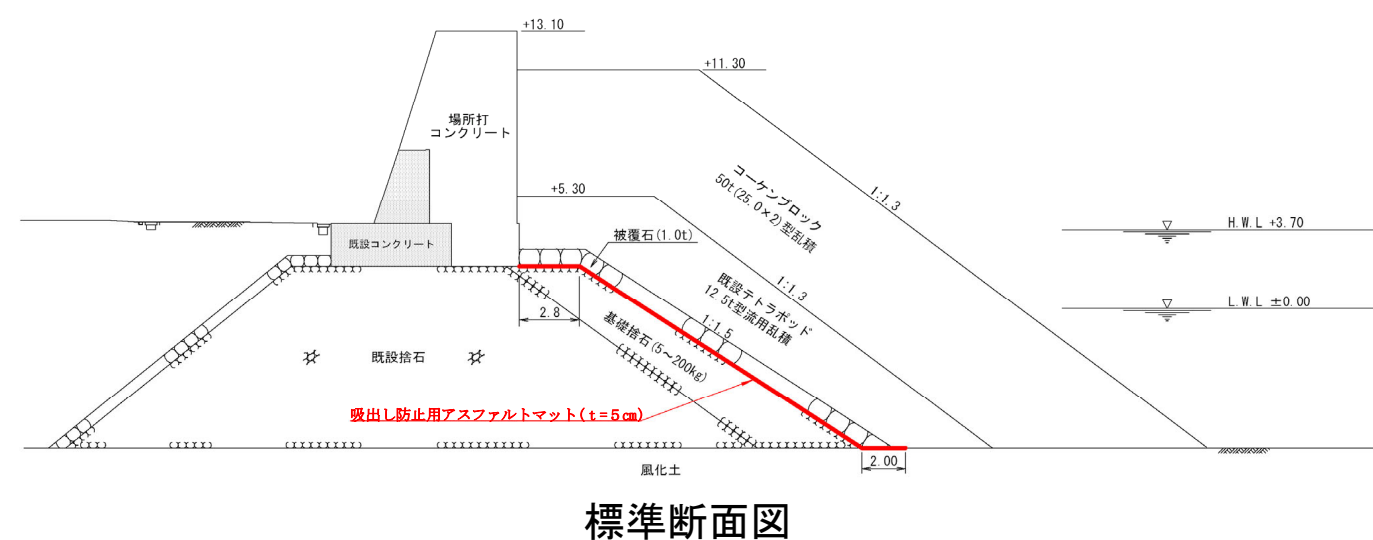 +13.10
+11.30
場所打
コンクリート
コーケンブロック
50t(25.0×2)型乱積
1:1.3
+5.30
H.W.L +3.70
被覆石(1.0t)
既設コンクリート
1:1.3
既設テトラポッド
12.5t型流用乱積
L.W.L ±0.00
2.8
1:1.5
基礎捨石(5～200kg)
既設捨石
吸出し防止用アスファルトマット(t=5㎝)
2.00
風化土
標準断面図